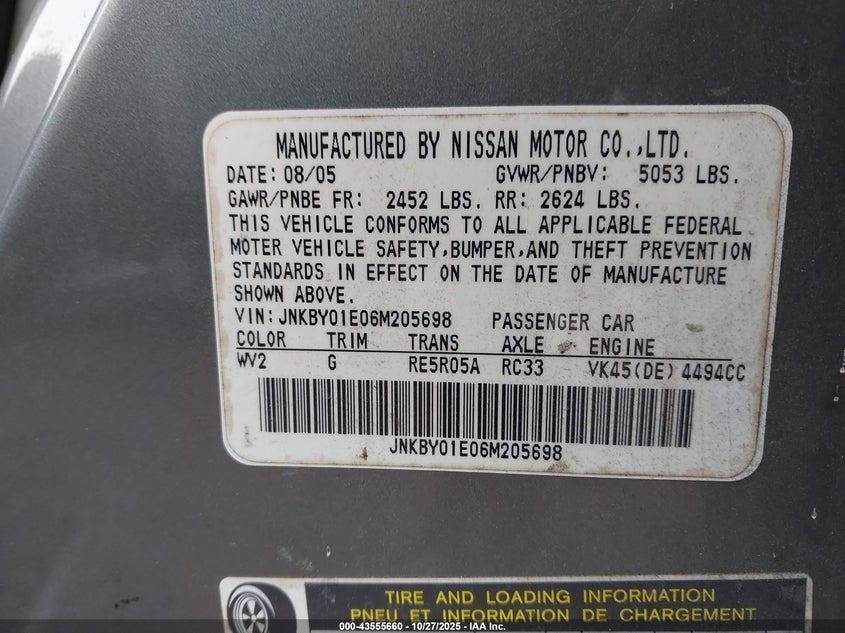 MANUFACTURED BY NISSAN MOTOR CO.,LTD.
DATE: 08/05 GVWR/PNBV: 5053 LBS.
GAWR/PNBE FR: 2452 LBS. RR: 2624 LBS.
THIS VEHICLE CONFORMS TO ALL APPLICABLE FEDERAL
MOTER VEHICLE SAFETY,BUMPER,AND THEFT PREVENTION
STANDARDS IN EFFECT ON THE DATE OF MANUFACTURE
SHOWN ABOVE.
VIN:JNKBY01E06M205698 PASSENGER CAR
COLOR TRIM TRANS AXLE ENGINE
WV2 G RE5R05A RC33 VK45(DE) 4494CC
JNKBY01E06M205698
TIRE AND LOADING INFORMATION
PNEU ET INFORMATION DE CHARGEMENT
000-43555660 - 10/27/2025 - IAA Inc.